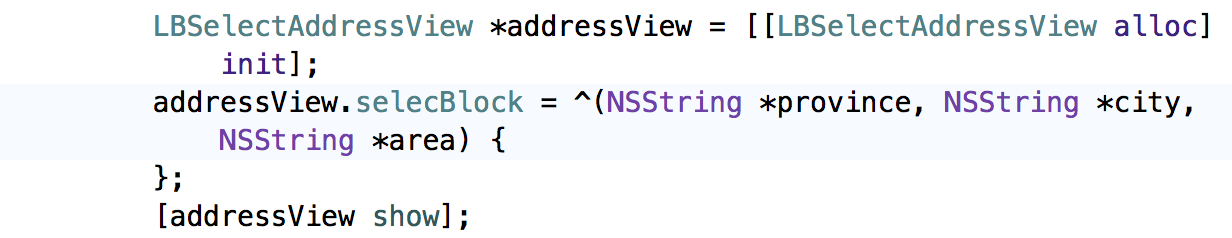 LBSelectAddressView *addressView = [[LBSelectAddressView alloc]
init];
addressView.selecBlock = ^(NSString *province, NSString *city,
NSString *area) {
};
[addressView show];